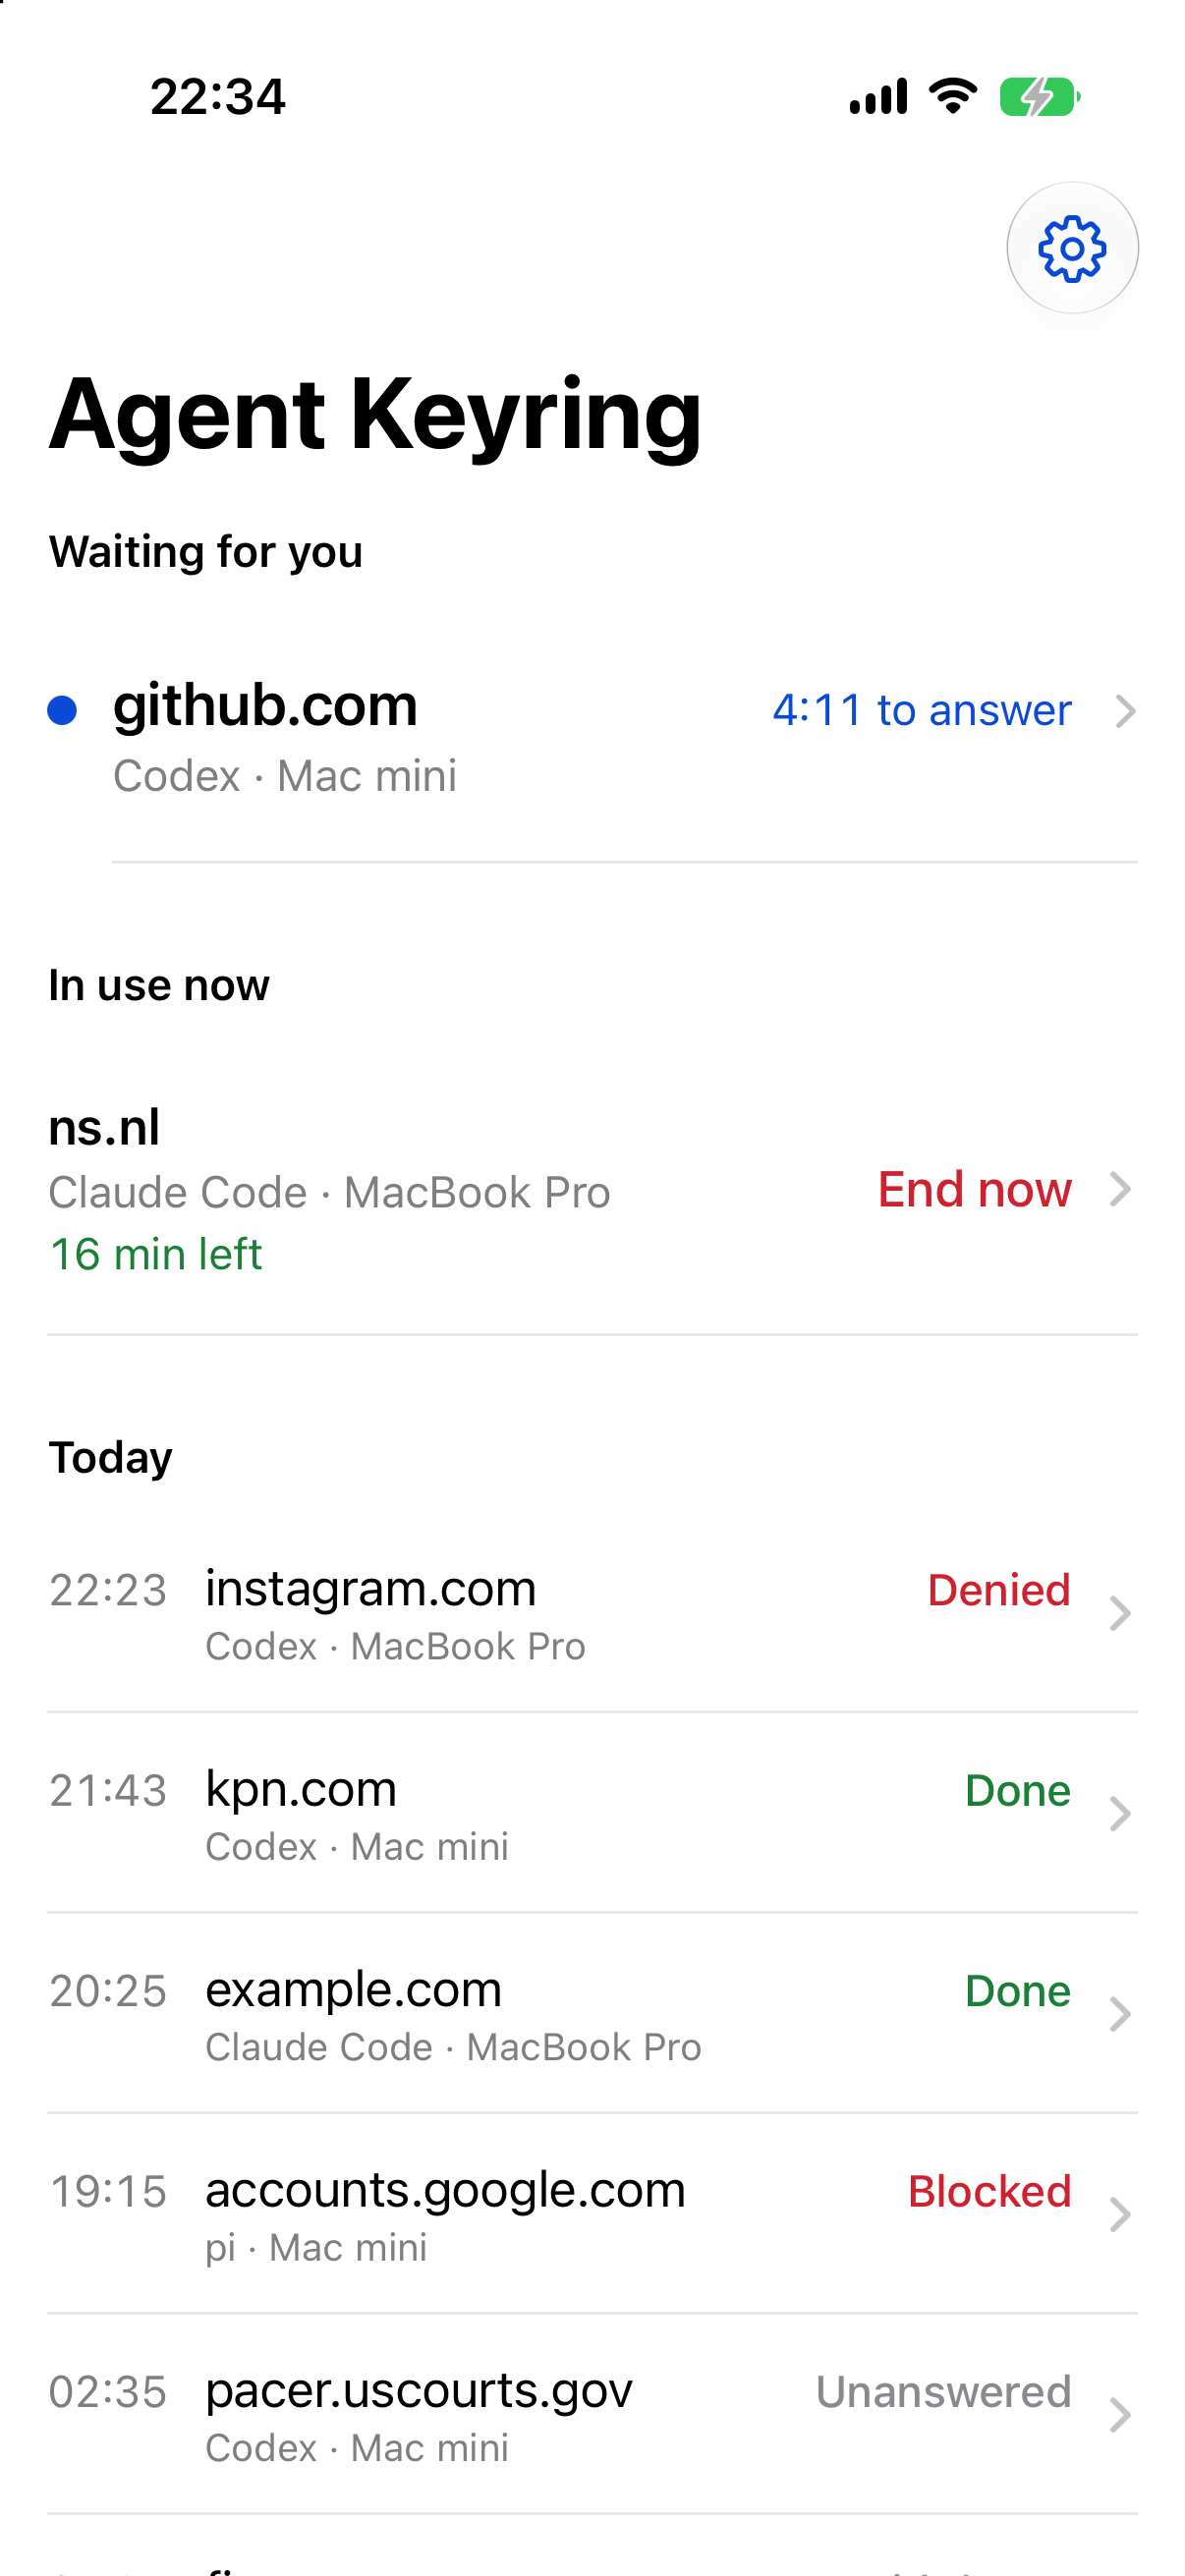 22:34
Agent Keyring
Waiting for you
github.com
4:11 to answer
Codex · Mac mini
In use now
ns.nl
Claude Code · MacBook Pro
End now
16 min left
Today
22:23 instagram.com Denied
Codex · MacBook Pro
21:43 kpn.com Done
Codex · Mac mini
20:25 example.com Done
Claude Code · MacBook Pro
19:15 accounts.google.com Blocked
pi · Mac mini
02:35 pacer.uscourts.gov Unanswered
Codex · Mac mini